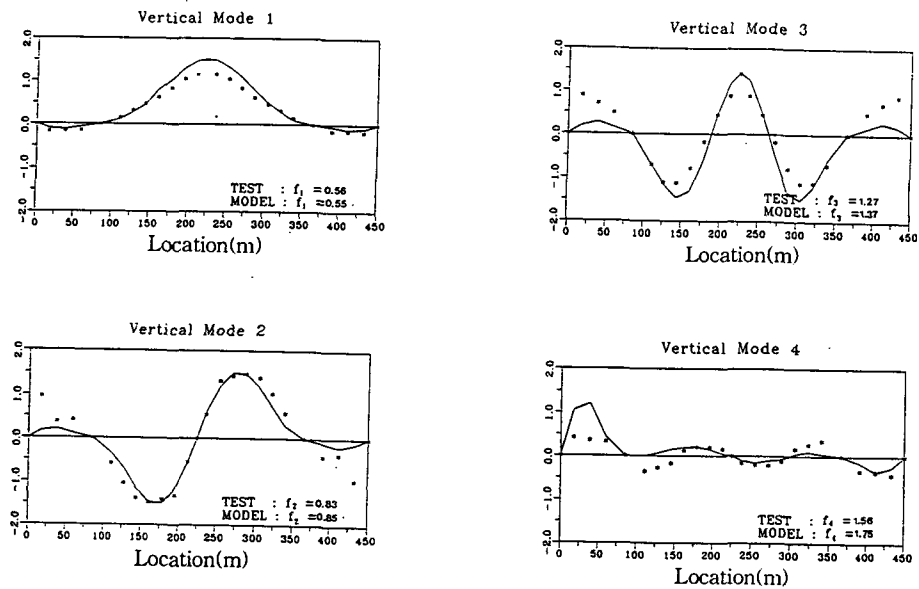 Vertical Mode 1
2.0
1.0
0.0
-1.0
-2.0
TEST : f₁ =0.56
MODEL : f₁ =0.55
0 50 100 150 200 250 300 350 400 450
Location(m)
Vertical Mode 3
2.0
1.0
0.0
-1.0
-2.0
TEST : f₃ =1.27
MODEL : f₃ =1.37
0 50 100 150 200 250 300 350 400 450
Location(m)
Vertical Mode 2
2.0
1.0
0.0
-1.0
-2.0
TEST : f₂ =0.83
MODEL : f₂ =0.85
0 50 100 150 200 250 300 350 400 450
Location(m)
Vertical Mode 4
2.0
1.0
0.0
-1.0
-2.0
TEST : f₄ =1.56
MODEL : f₄ =1.75
0 50 100 150 200 250 300 350 400 450
Location(m)